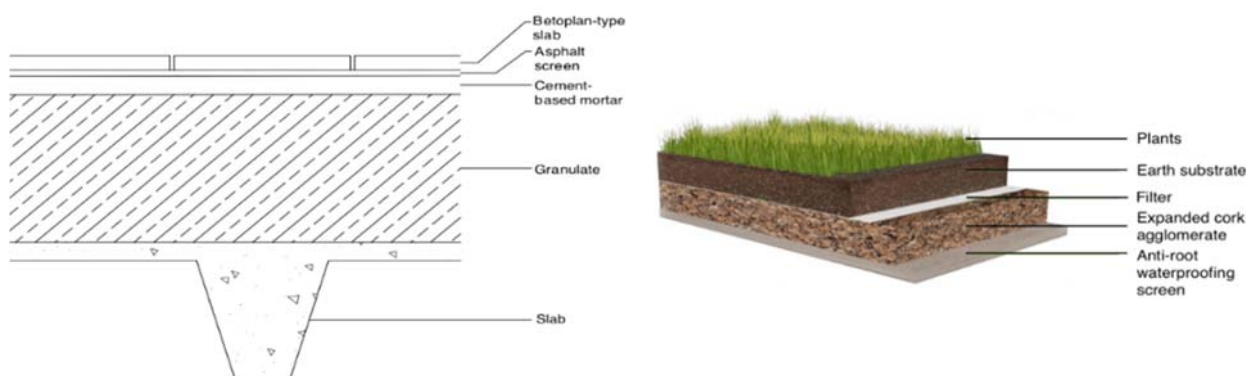 Betoplan-type
slab
Asphalt
screen
Cement-
based mortar
Granulate
Slab
Plants
Earth substrate
Filter
Expanded cork
agglomerate
Anti-root
waterproofing
screen